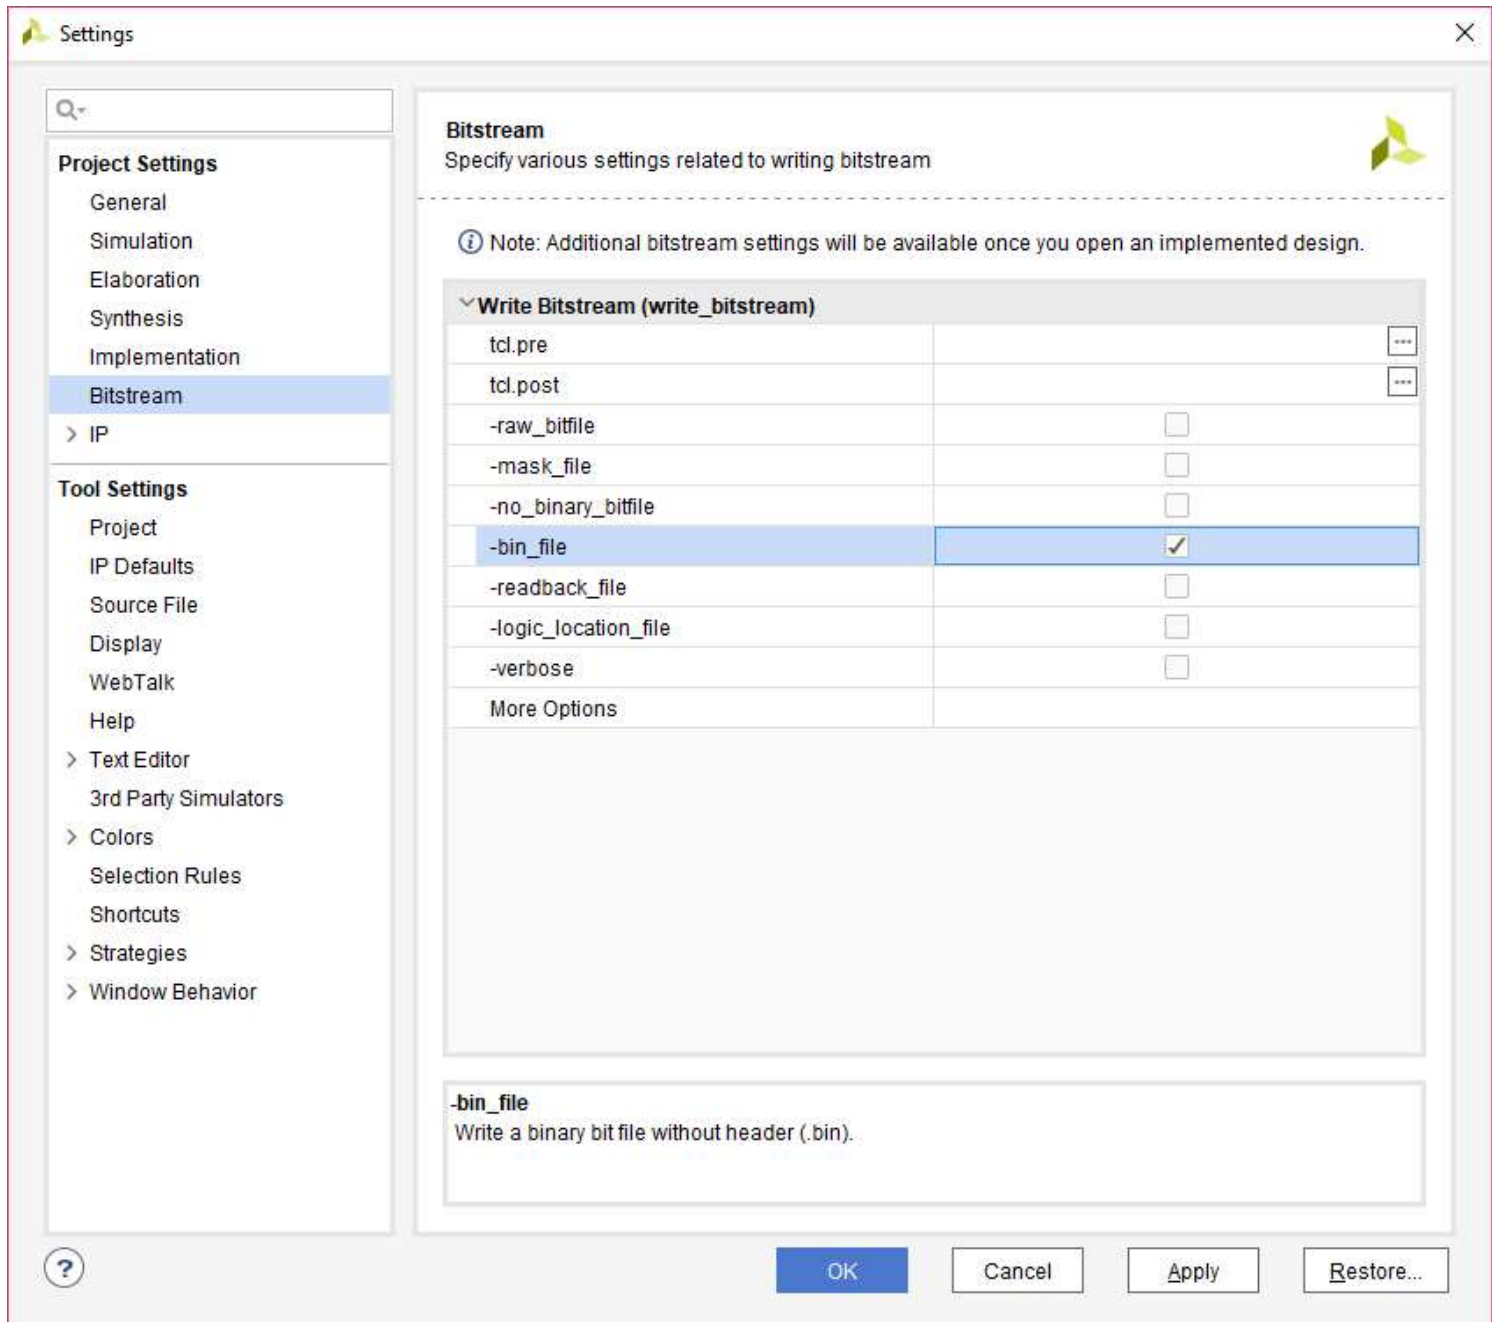 Settings
Project Settings
General
Simulation
Elaboration
Synthesis
Implementation
Bitstream
IP
Tool Settings
Project
IP Defaults
Source File
Display
WebTalk
Help
Text Editor
3rd Party Simulators
Colors
Selection Rules
Shortcuts
Strategies
Window Behavior
Bitstream
Specify various settings related to writing bitstream
Note: Additional bitstream settings will be available once you open an implemented design.
Write Bitstream (write_bitstream)
tcl.pre
tcl.post
-raw_bitfile
-mask_file
-no_binary_bitfile
-bin_file
-readback_file
-logic_location_file
-verbose
More Options
-bin_file
Write a binary bit file without header (.bin).
?
OK
Cancel
Apply
Restore...